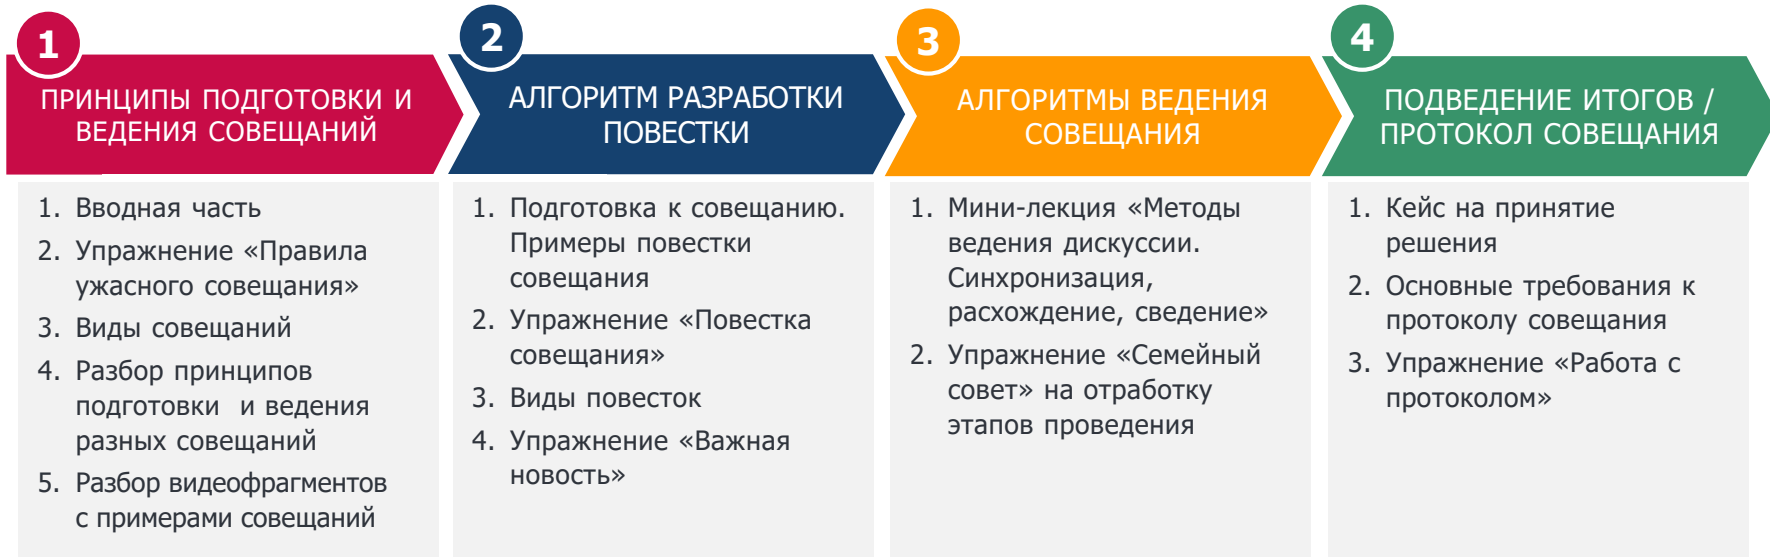 1
ПРИНЦИПЫ ПОДГОТОВКИ И
ВЕДЕНИЯ СОВЕЩАНИЙ
1. Вводная часть
2. Упражнение «Правила
ужасного совещания»
3. Виды совещаний
4. Разбор принципов
подготовки и ведения
разных совещаний
5. Разбор видеофрагментов
с примерами совещаний
2
АЛГОРИТМ РАЗРАБОТКИ
ПОВЕСТКИ
1. Подготовка к совещанию.
Примеры повестки
совещания
2. Упражнение «Повестка
совещания»
3. Виды повесток
4. Упражнение «Важная
новость»
3
АЛГОРИТМЫ ВЕДЕНИЯ
СОВЕЩАНИЯ
1. Мини-лекция «Методы
ведения дискуссии.
Синхронизация,
расхождение, сведение»
2. Упражнение «Семейный
совет» на отработку
этапов проведения
4
ПОДВЕДЕНИЕ ИТОГОВ /
ПРОТОКОЛ СОВЕЩАНИЯ
1. Кейс на принятие
решения
2. Основные требования к
протоколу совещания
3. Упражнение «Работа с
протоколом»